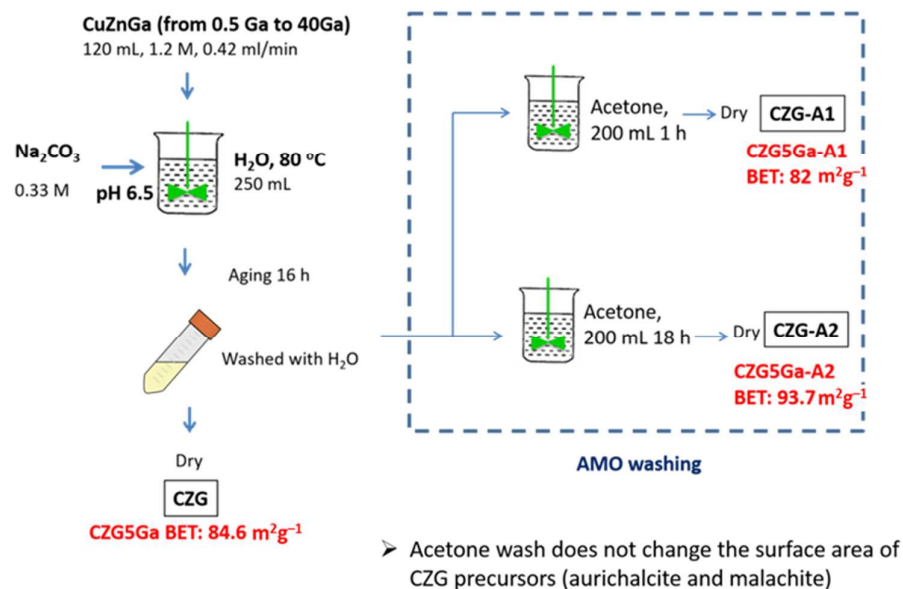 CuZnGa (from 0.5 Ga to 40Ga)
120 mL, 1.2 M, 0.42 ml/min
Na₂CO₃
0.33 M
pH 6.5
H₂O, 80 °C
250 mL
Aging 16 h
Washed with H₂O
Dry
CZG
CZG5Ga BET: 84.6 m²g⁻¹
Acetone,
200 mL 1 h
Dry
CZG-A1
CZG5Ga-A1
BET: 82 m²g⁻¹
Acetone,
200 mL 18 h
Dry
CZG-A2
CZG5Ga-A2
BET: 93.7 m²g⁻¹
AMO washing
➢ Acetone wash does not change the surface area of
CZG precursors (aurichalcite and malachite)